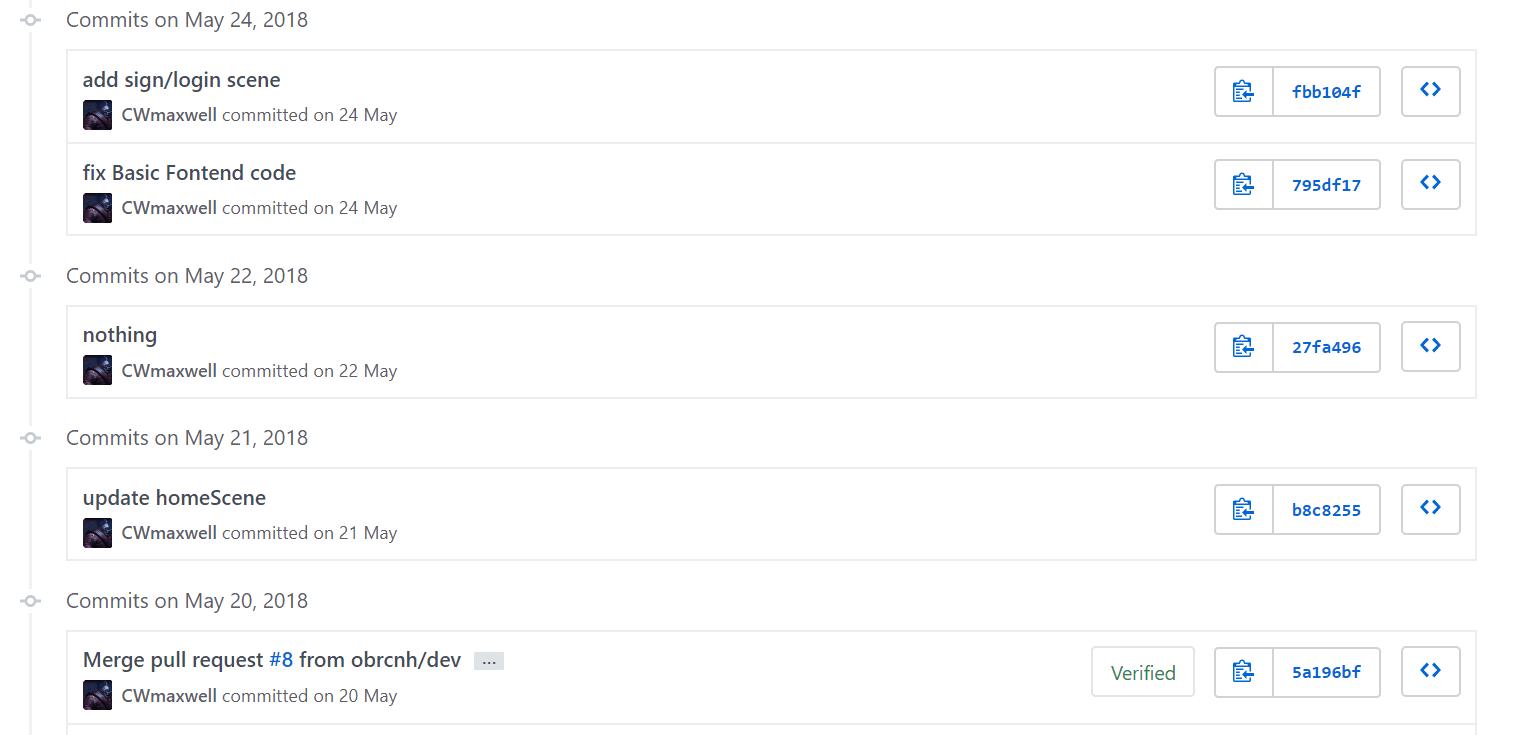 Commits on May 24, 2018
add sign/login scene
fbb104f
CWmaxwell committed on 24 May
fix Basic Fontend code
795df17
CWmaxwell committed on 24 May
Commits on May 22, 2018
nothing
27fa496
CWmaxwell committed on 22 May
Commits on May 21, 2018
update homeScene
b8c8255
CWmaxwell committed on 21 May
Commits on May 20, 2018
Merge pull request #8 from obrcnh/dev ...
Verified 5a196bf
CWmaxwell committed on 20 May